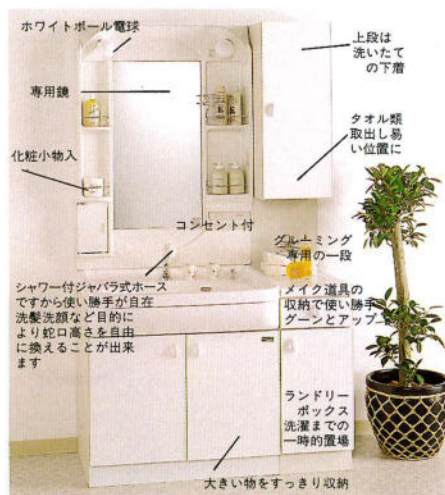 ホワイトボール電球
上段は
洗いたて
の下着
専用鏡
タオル類
取出し易
い位置に
化粧小物入
コンセント付
グルーミング
専用の一段
シャワー付ジャバラ式ホース
ですから使い勝手が自在
洗髪洗顔など目的に
より蛇口高さを自由
に換えることが出来
ます
メイク道具の
収納で使い勝手
グーンとアップ
ランドリー
ボックス
洗濯までの
一時的置場
大きい物をすっきり収納